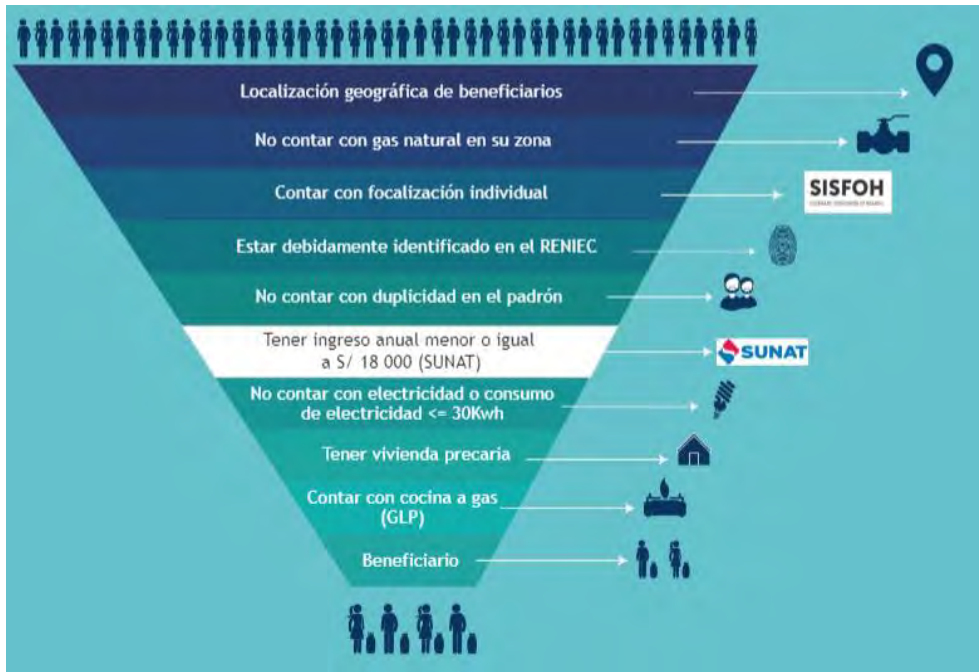 Localización geográfica de beneficiarios
No contar con gas natural en su zona
Contar con focalización individual
SISFOH
Estar debidamente identificado en el RENIEC
No contar con duplicidad en el padrón
Tener ingreso anual menor o igual
a S/ 18 000 (SUNAT)
SUNAT
No contar con electricidad o consumo
de electricidad <= 30Kwh
Tener vivienda precaria
Contar con cocina a gas
(GLP)
Beneficiario